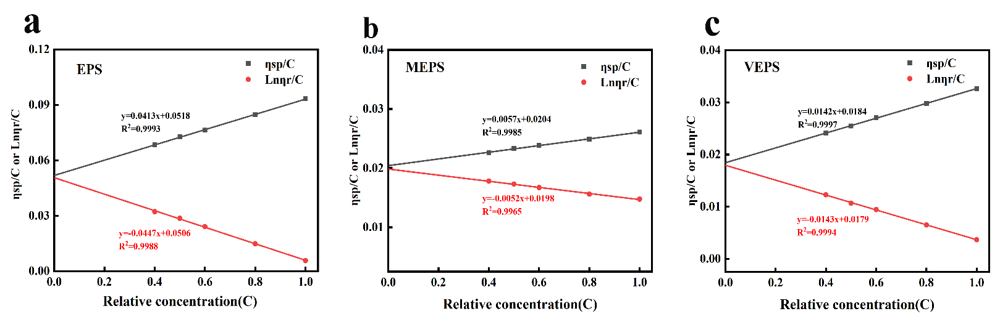 a
EPS
ηsp/C
Lnηr/C
y=0.0413x+0.0518
R²=0.9993
y=-0.0447x+0.0506
R²=0.9988
0.12
0.09
0.06
0.03
0.00
ηsp/C or Lnηr/C
0.0 0.2 0.4 0.6 0.8 1.0
Relative concentration(C)
b
MEPS
ηsp/C
Lnηr/C
y=0.0057x+0.0204
R²=0.9985
y=-0.0052x+0.0198
R²=0.9965
0.04
0.03
0.02
0.01
ηsp/C or Lnηr/C
0.0 0.2 0.4 0.6 0.8 1.0
Relative concentration(C)
c
VEPS
ηsp/C
Lnηr/C
y=0.0142x+0.0184
R²=0.9997
y=-0.0143x+0.0179
R²=0.9994
0.04
0.03
0.02
0.01
0.00
ηsp/C or Lnηr/C
0.0 0.2 0.4 0.6 0.8 1.0
Relative concentration(C)